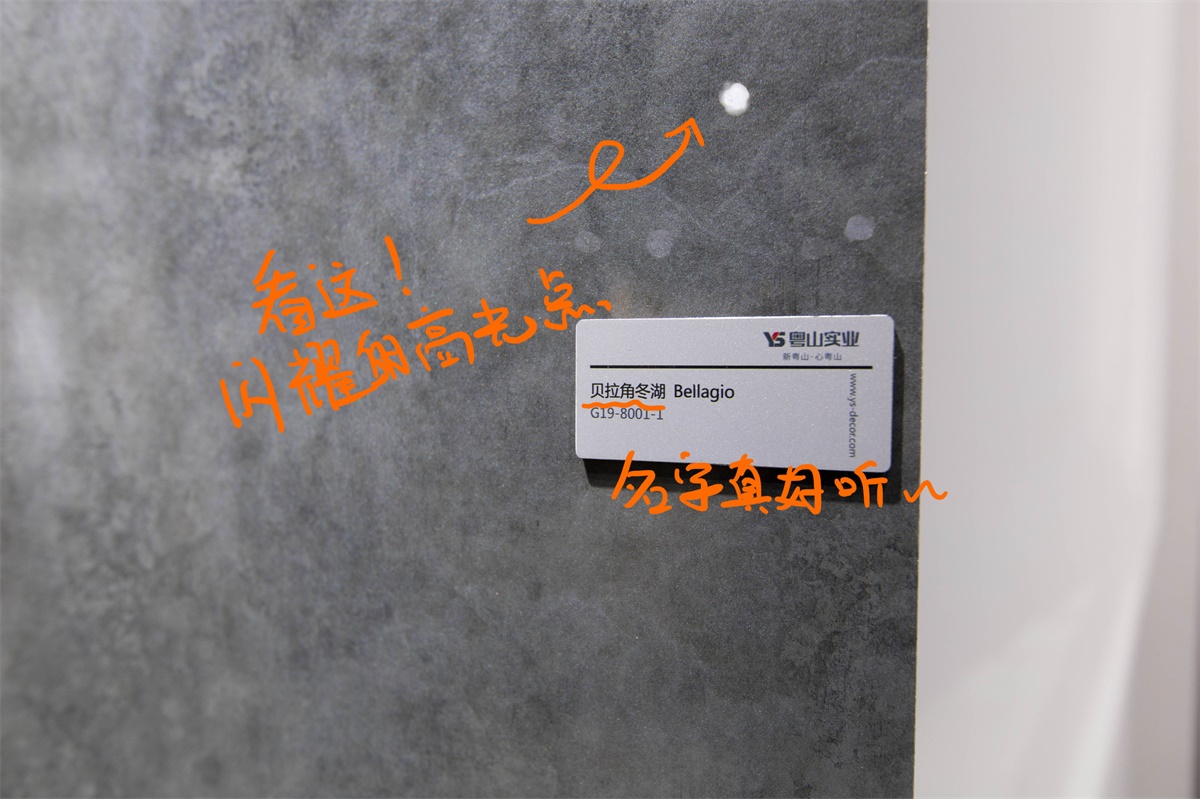 看这！
闪耀的高光点
YS 粤山实业
新粤山·心粤山
贝拉角冬湖 Bellagio
G19-8001-1
www.ys-decor.com
名字真好听～